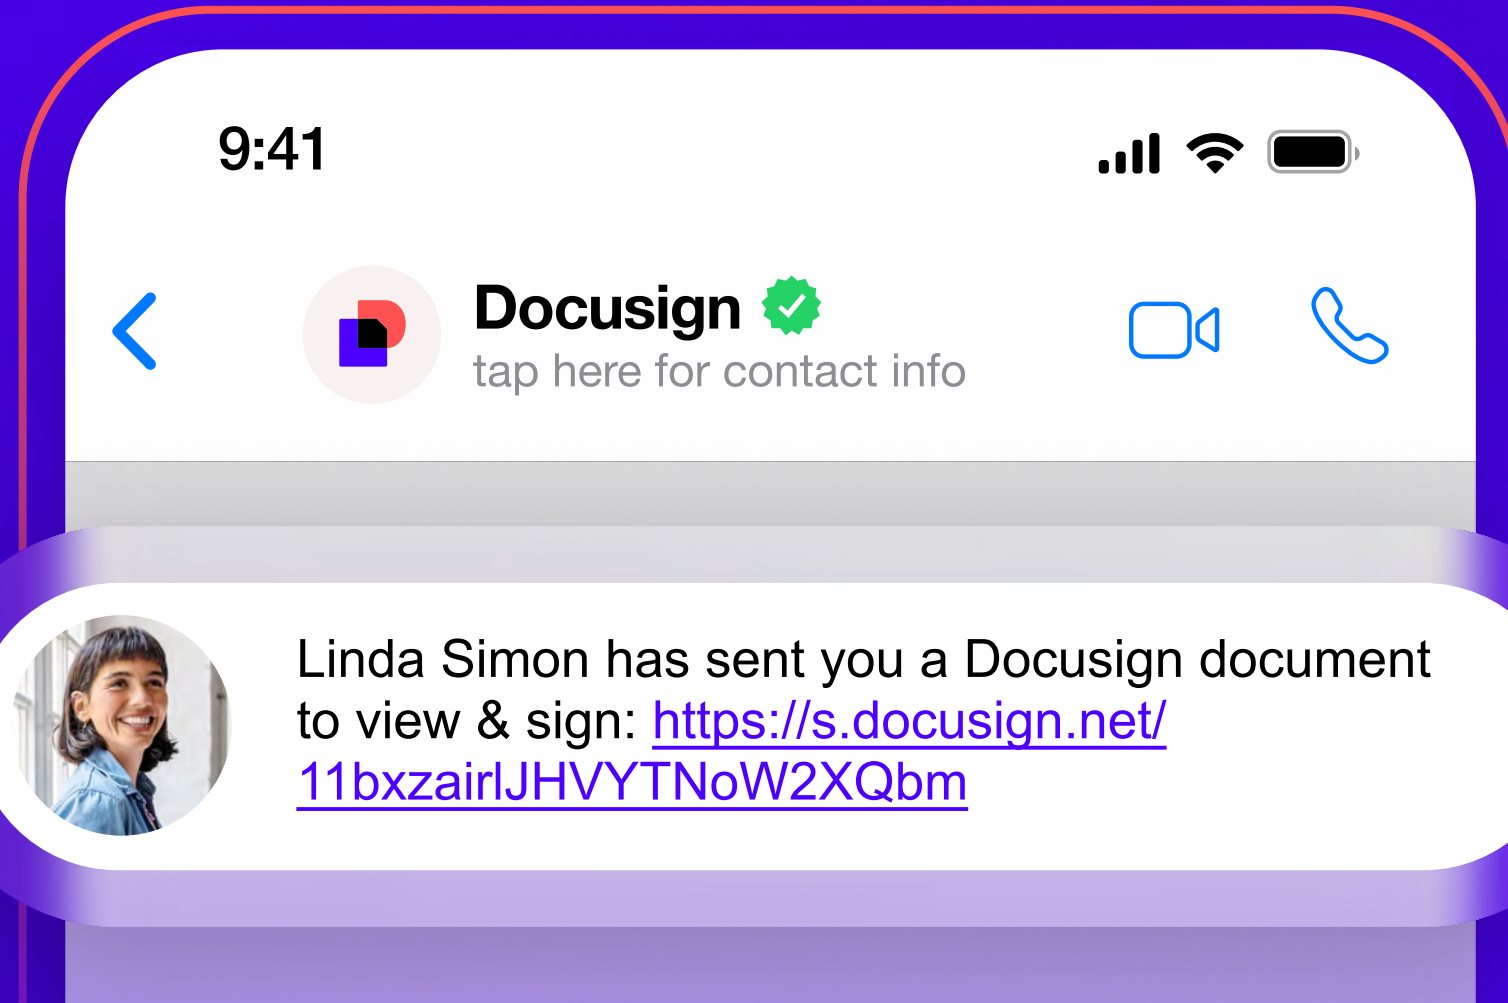 9:41
Docusign
tap here for contact info
Linda Simon has sent you a Docusign document
to view & sign: https://s.docusign.net/
11bxzairlJHVYTNoW2XQbm